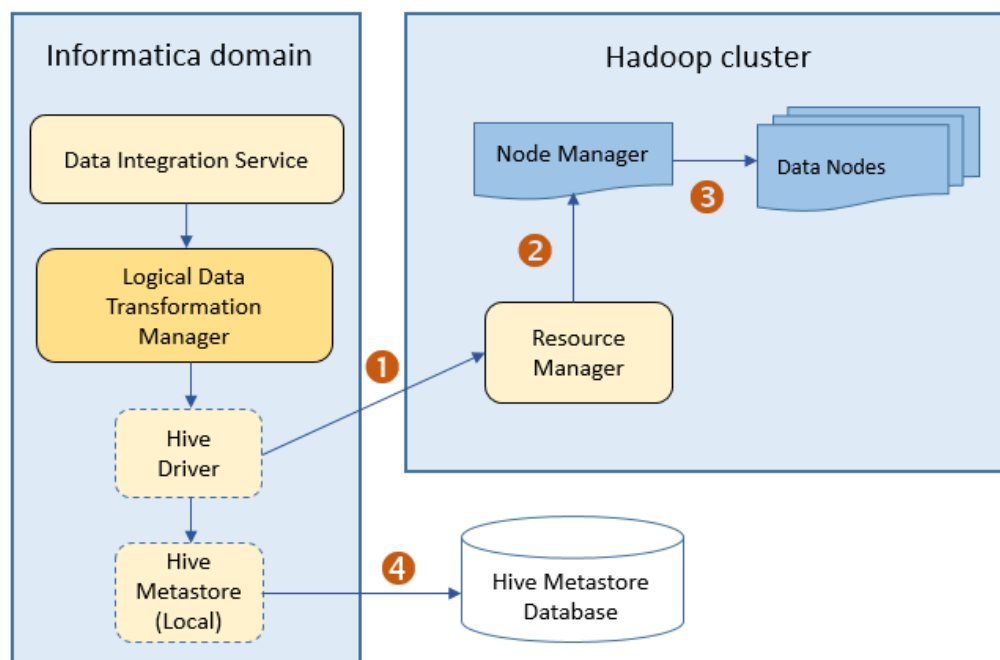 Informatica domain
Data Integration Service
Logical Data
Transformation
Manager
Hive
Driver
Hive
Metastore
(Local)
1
Hadoop cluster
Node Manager
3
Data Nodes
2
Resource
Manager
4
Hive Metastore
Database